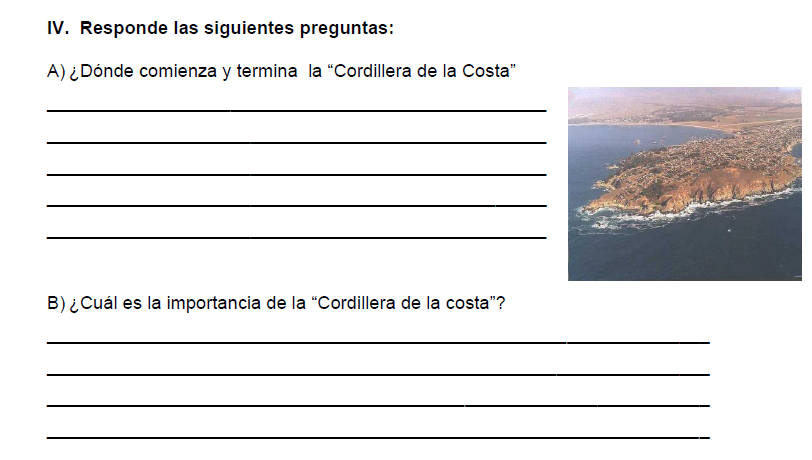 IV. Responde las siguientes preguntas:
A) ¿Dónde comienza y termina la “Cordillera de la Costa”
B) ¿Cuál es la importancia de la “Cordillera de la costa”?